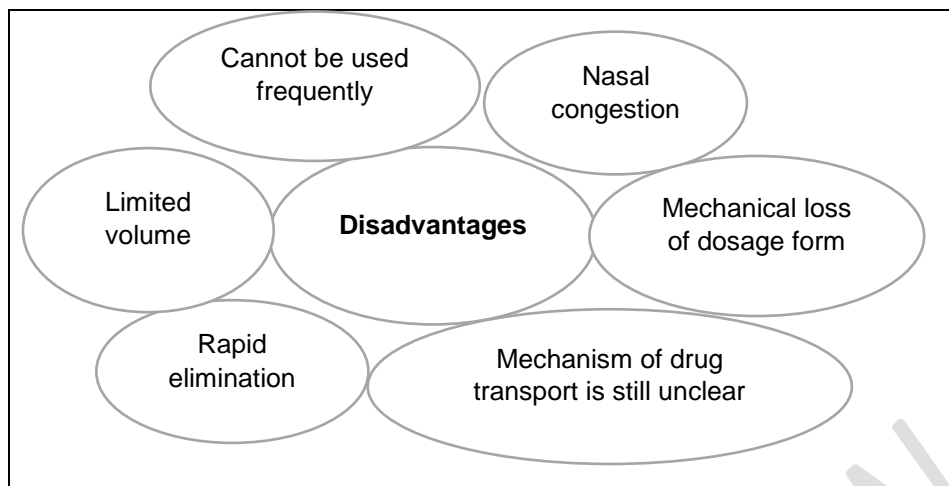 Cannot be used
frequently
Nasal
congestion
Limited
volume
Disadvantages
Mechanical loss
of dosage form
Rapid
elimination
Mechanism of drug
transport is still unclear